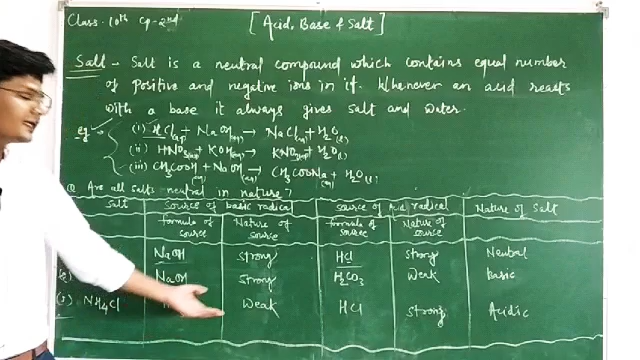 Class-10th Cp-2nd [Acid, Base & Salt]
Salt - Salt is a neutral compound which contains equal number
of Positive and negative ions in it. Whenever an acid reacts
with a base it always gives salt and water.
eg (i) HCl(aq) + NaOH(aq) → NaCl(aq) + H2O(l)
(ii) HNO3(aq) + KOH(aq) → KNO3(aq) + H2O(l)
(iii) CH3COOH(aq) + NaOH(aq) → CH3COONa(aq) + H2O(l)
Q Are all salts neutral in nature?
Salt Source of basic radical Source of Acid radical Nature of Salt
formula of source Nature of source formula of source Nature of source
NaOH Strong HCl Strong Neutral
NaOH Strong H2CO3 Weak Basic
(3) NH4Cl Weak HCl Strong Acidic